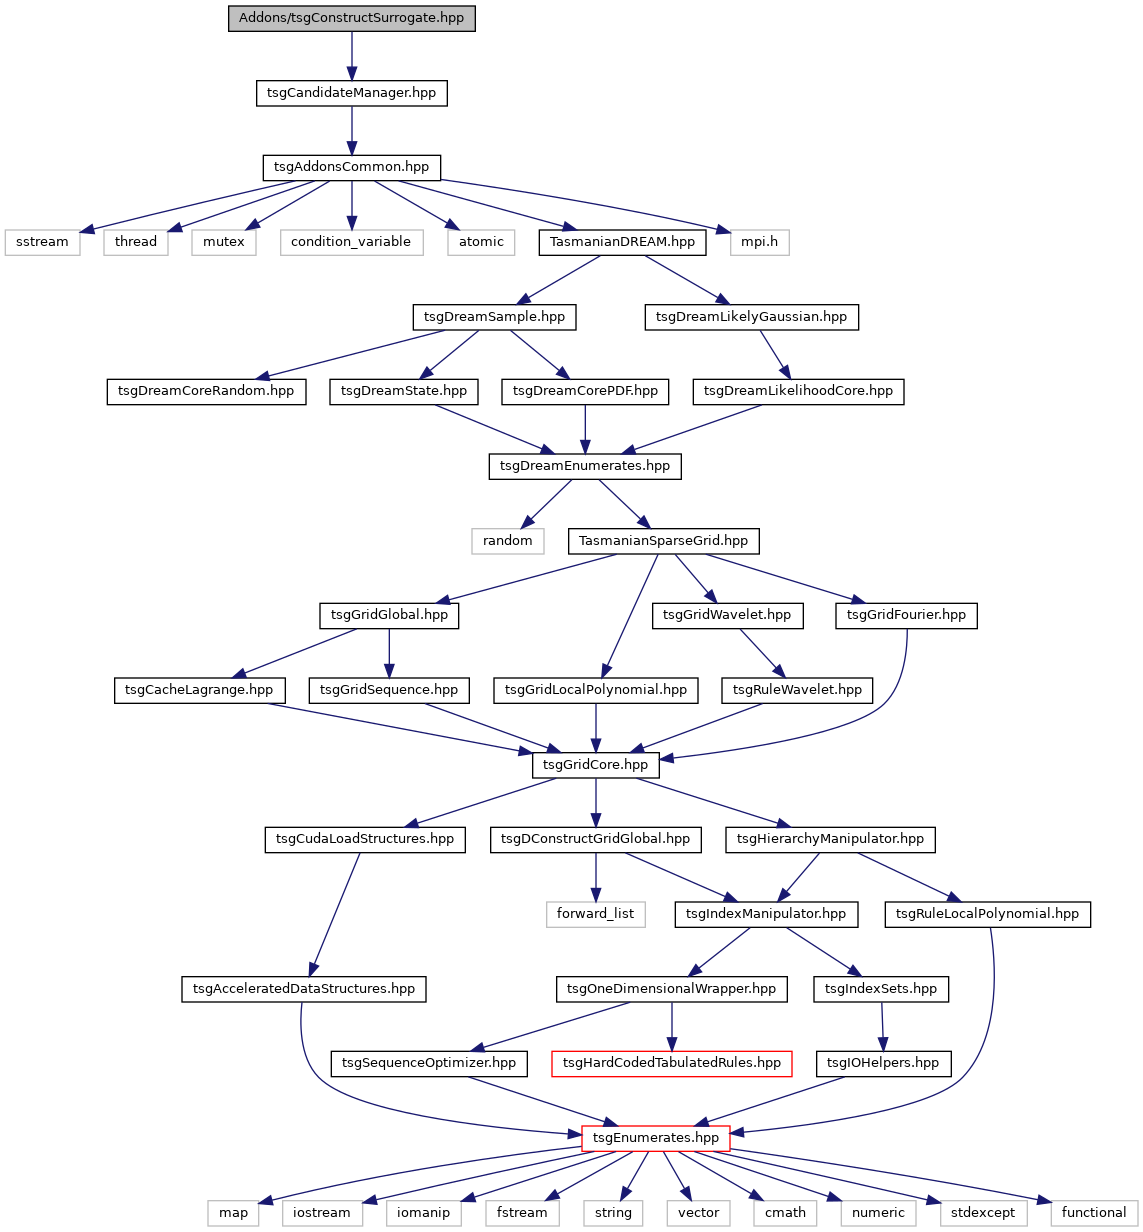 Addons/tsgConstructSurrogate.hpp
tsgCandidateManager.hpp
tsgAddonsCommon.hpp
sstream
thread
mutex
condition_variable
atomic
TasmanianDREAM.hpp
mpi.h
tsgDreamSample.hpp
tsgDreamLikelyGaussian.hpp
tsgDreamCoreRandom.hpp
tsgDreamState.hpp
tsgDreamCorePDF.hpp
tsgDreamLikelihoodCore.hpp
tsgDreamEnumerates.hpp
random
TasmanianSparseGrid.hpp
tsgGridGlobal.hpp
tsgGridWavelet.hpp
tsgGridFourier.hpp
tsgCacheLagrange.hpp
tsgGridSequence.hpp
tsgGridLocalPolynomial.hpp
tsgRuleWavelet.hpp
tsgGridCore.hpp
tsgCudaLoadStructures.hpp
tsgDConstructGridGlobal.hpp
tsgHierarchyManipulator.hpp
forward_list
tsgIndexManipulator.hpp
tsgRuleLocalPolynomial.hpp
tsgAcceleratedDataStructures.hpp
tsgOneDimensionalWrapper.hpp
tsgIndexSets.hpp
tsgSequenceOptimizer.hpp
tsgHardCodedTabulatedRules.hpp
tsgIOHelpers.hpp
tsgEnumerates.hpp
map
iostream
iomanip
fstream
string
vector
cmath
numeric
stdexcept
functional